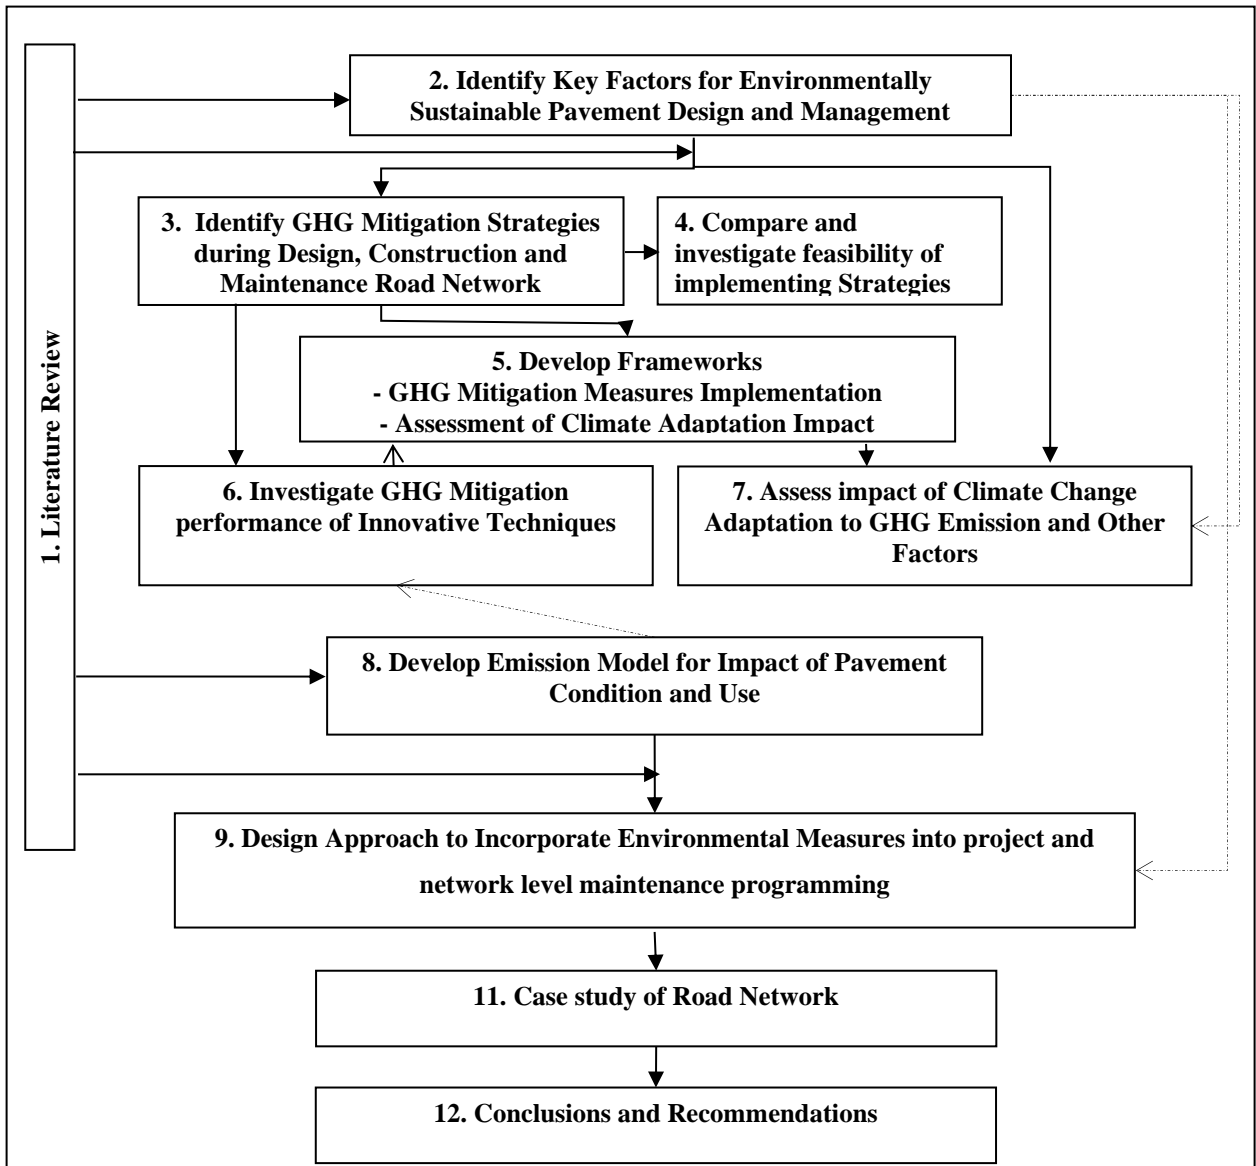 1. Literature Review
2. Identify Key Factors for Environmentally
Sustainable Pavement Design and Management
3. Identify GHG Mitigation Strategies
during Design, Construction and
Maintenance Road Network
4. Compare and
investigate feasibility of
implementing Strategies
5. Develop Frameworks
- GHG Mitigation Measures Implementation
- Assessment of Climate Adaptation Impact
6. Investigate GHG Mitigation
performance of Innovative Techniques
7. Assess impact of Climate Change
Adaptation to GHG Emission and Other
Factors
8. Develop Emission Model for Impact of Pavement
Condition and Use
9. Design Approach to Incorporate Environmental Measures into project and
network level maintenance programming
11. Case study of Road Network
12. Conclusions and Recommendations